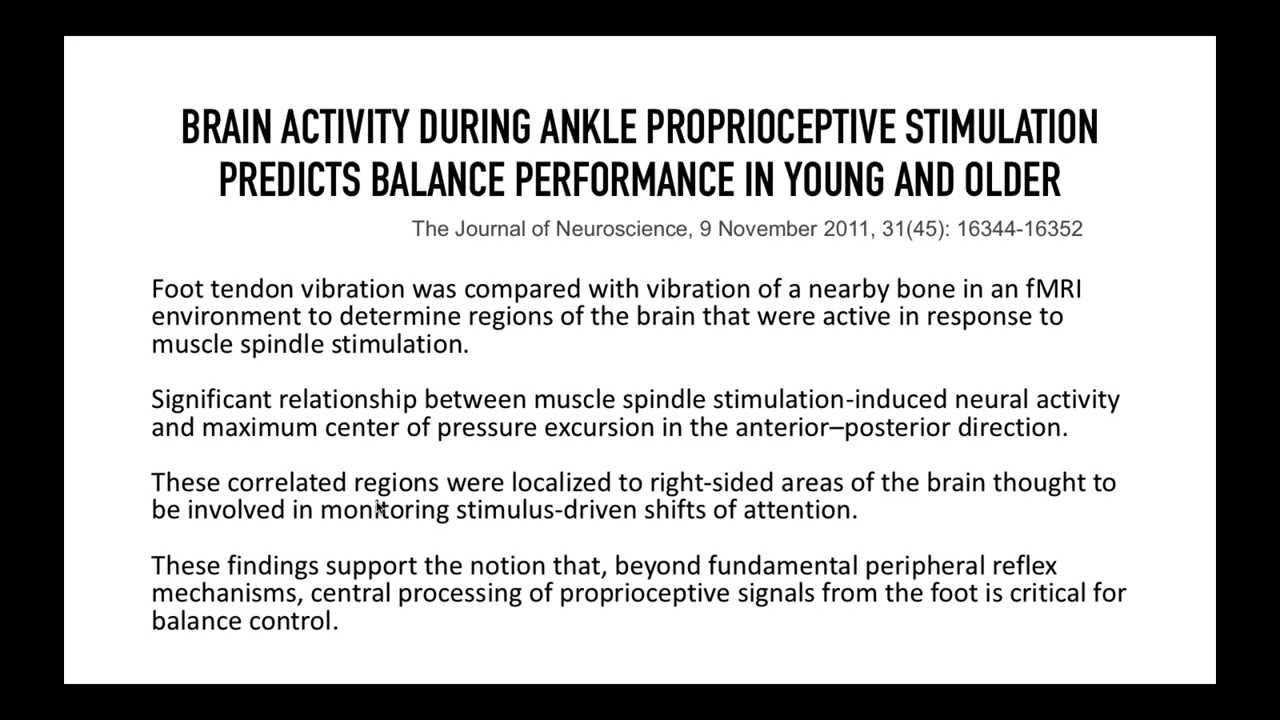 BRAIN ACTIVITY DURING ANKLE PROPRIOCEPTIVE STIMULATION
PREDICTS BALANCE PERFORMANCE IN YOUNG AND OLDER
The Journal of Neuroscience, 9 November 2011, 31(45): 16344-16352
Foot tendon vibration was compared with vibration of a nearby bone in an fMRI
environment to determine regions of the brain that were active in response to
muscle spindle stimulation.
Significant relationship between muscle spindle stimulation-induced neural activity
and maximum center of pressure excursion in the anterior–posterior direction.
These correlated regions were localized to right-sided areas of the brain thought to
be involved in monitoring stimulus-driven shifts of attention.
These findings support the notion that, beyond fundamental peripheral reflex
mechanisms, central processing of proprioceptive signals from the foot is critical for
balance control.